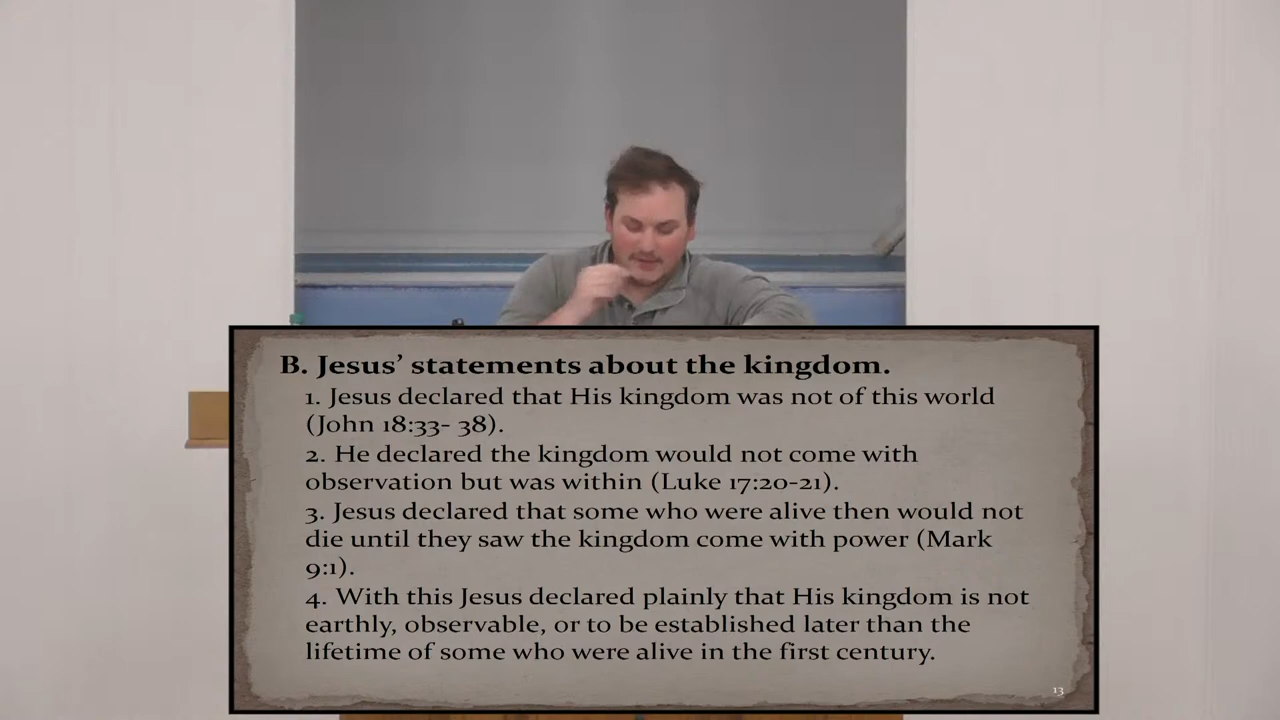 B. Jesus’ statements about the kingdom.
1. Jesus declared that His kingdom was not of this world
(John 18:33- 38).
2. He declared the kingdom would not come with
observation but was within (Luke 17:20-21).
3. Jesus declared that some who were alive then would not
die until they saw the kingdom come with power (Mark
9:1).
4. With this Jesus declared plainly that His kingdom is not
earthly, observable, or to be established later than the
lifetime of some who were alive in the first century.
13